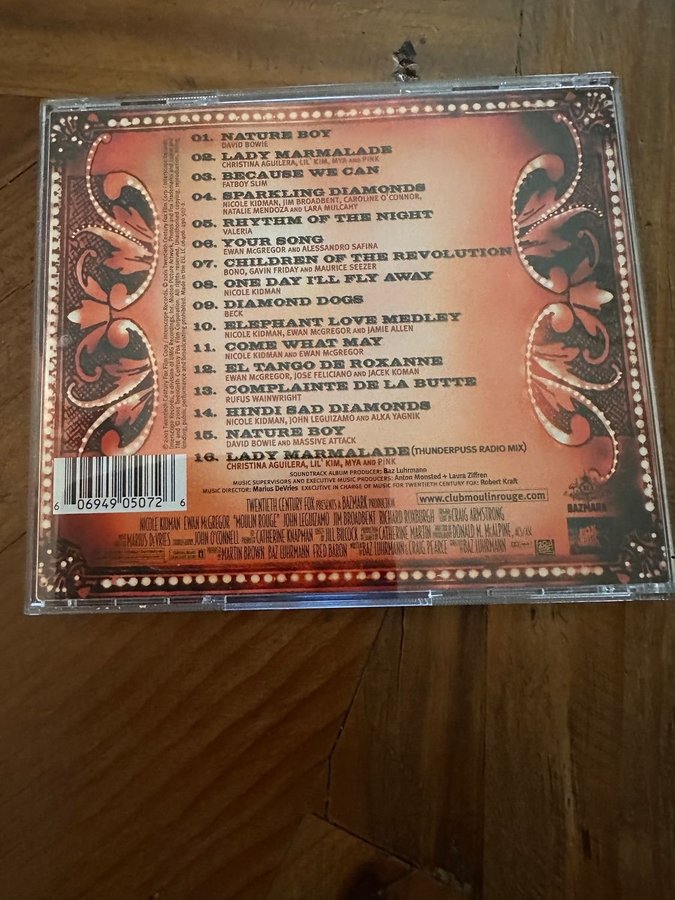 01. NATURE BOY
DAVID BOWIE
02. LADY MARMALADE
CHRISTINA AGUILERA, LIL' KIM, MYA AND PINK
03. BECAUSE WE CAN
FATBOY SLIM
04. SPARKLING DIAMONDS
NICOLE KIDMAN, JIM BROADBENT, CAROLINE O'CONNOR,
NATALIE MENDOZA AND LARA MULCAHY
05. RHYTHM OF THE NIGHT
VALERIA
06. YOUR SONG
EWAN McGREGOR AND ALESSANDRO SAFINA
07. CHILDREN OF THE REVOLUTION
BONO, GAVIN FRIDAY AND MAURICE SEEZER
08. ONE DAY I'LL FLY AWAY
NICOLE KIDMAN
09. DIAMOND DOGS
BECK
10. ELEPHANT LOVE MEDLEY
NICOLE KIDMAN, EWAN McGREGOR AND JAMIE ALLEN
11. COME WHAT MAY
NICOLE KIDMAN AND EWAN McGREGOR
12. EL TANGO DE ROXANNE
EWAN McGREGOR, JOSE FELICIANO AND JACEK KOMAN
13. COMPLAINTE DE LA BUTTE
RUFUS WAINWRIGHT
14. HINDI SAD DIAMONDS
NICOLE KIDMAN, JOHN LEGUIZAMO AND ALKA YAGNIK
15. NATURE BOY
DAVID BOWIE AND MASSIVE ATTACK
16. LADY MARMALADE (THUNDERPUSS RADIO MIX)
CHRISTINA AGUILERA, LIL' KIM, MYA AND PINK
SOUNDTRACK ALBUM PRODUCER: Baz Luhrmann
MUSIC SUPERVISORS AND EXECUTIVE MUSIC PRODUCERS: Anton Monsted + Laura Ziffren
MUSIC DIRECTOR: Marius DeVries EXECUTIVE IN CHARGE OF MUSIC FOR TWENTIETH CENTURY FOX: Robert Kraft
6 06949 05072 6
www.clubmoulinrouge.com
BAZMARK
TWENTIETH CENTURY FOX PRESENTS A BAZMARK PRODUCTION
NICOLE KIDMAN EWAN McGREGOR "MOULIN ROUGE" JOHN LEGUIZAMO JIM BROADBENT RICHARD ROXBURGH CRAIG ARMSTRONG
MARIUS DeVRIES JOHN O'CONNELL CATHERINE KNAPMAN JILL BILCOCK CATHERINE MARTIN DONALD M. McALPINE, ACS/ASC
MARTIN BROWN BAZ LUHRMANN FRED BARON BAZ LUHRMANN & CRAIG PEARCE BAZ LUHRMANN